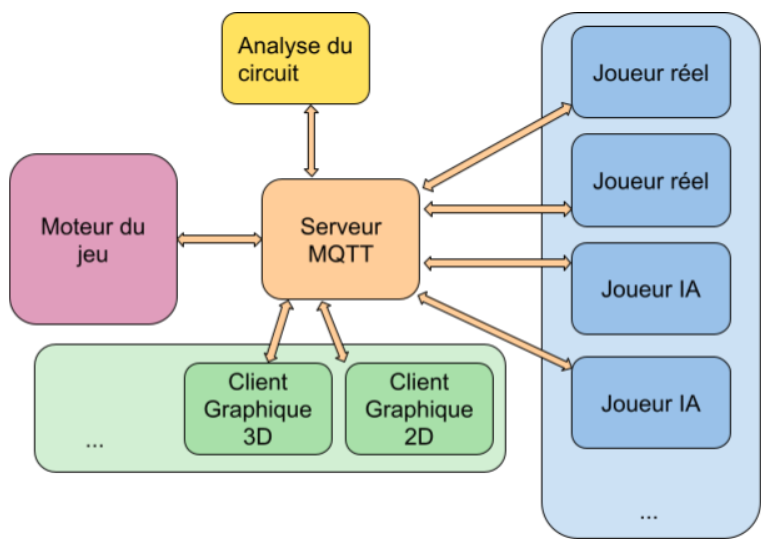 Analyse du
circuit
Joueur réel
Joueur réel
Moteur du
jeu
Serveur
MQTT
Joueur IA
Joueur IA
Client
Graphique
3D
Client
Graphique
2D
...
...